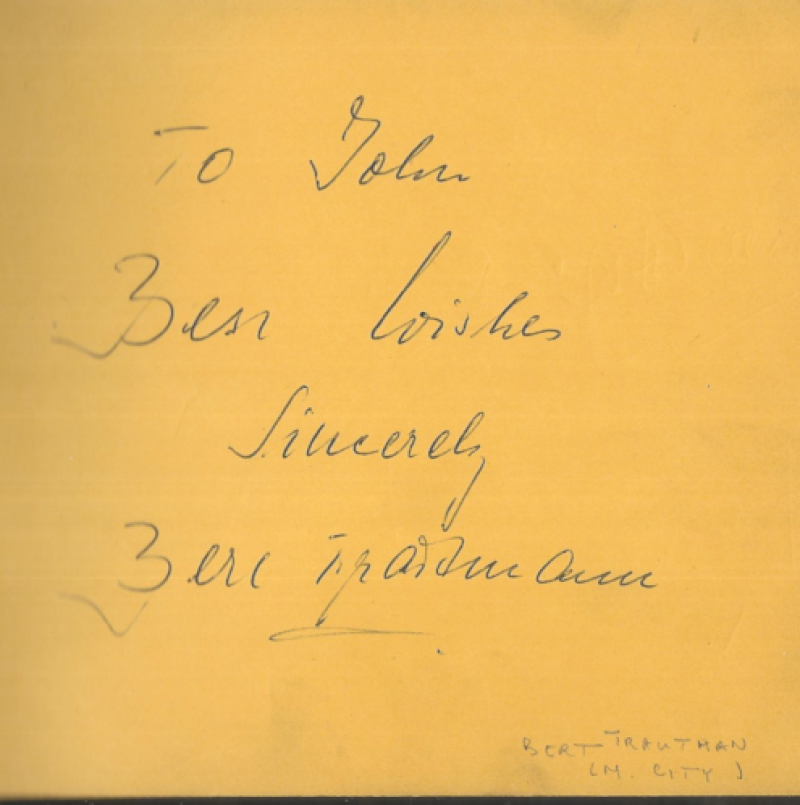 To John
Best Wishes
Sincerely
Bert Trautmann
BERT TRAUTMAN
(M. CITY)